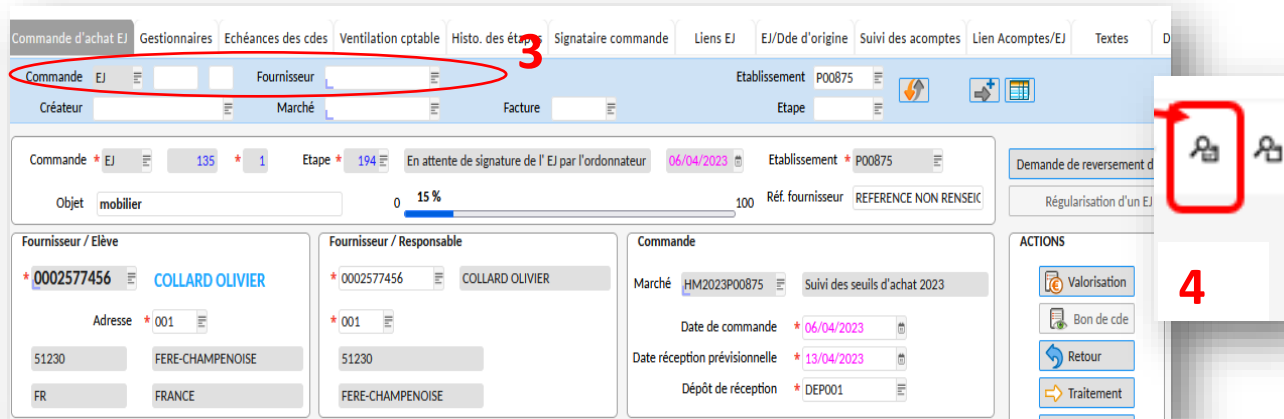 Commande d'achat EJ Gestionnaires Echéances des cdes Ventilation cptable Histo. des étapes Signataire commande Liens EJ EJ/Dde d'origine Suivi des acomptes Lien Acomptes/EJ Textes D
3
Commande EJ Fournisseur Etablissement P00875
Créateur Marché Facture Etape
Commande * EJ 135 * 1 Etape * 194 En attente de signature de l' EJ par l'ordonnateur 06/04/2023 Etablissement * P00875 Demande de reversement d
Objet mobilier 0 15 % 100 Réf. fournisseur REFERENCE NON RENSEIC Régularisation d'un EJ
Fournisseur / Elève Fournisseur / Responsable Commande ACTIONS
* 0002577456 COLLARD OLIVIER * 0002577456 COLLARD OLIVIER Marché HM2023P00875 Suivi des seuils d'achat 2023 Valorisation
4
Adresse * 001 * 001 Date de commande * 06/04/2023 Bon de cde
51230 FERE-CHAMPENOISE 51230 Date réception prévisionnelle * 13/04/2023 Retour
FR FRANCE FERE-CHAMPENOISE Dépôt de réception * DEP001 Traitement